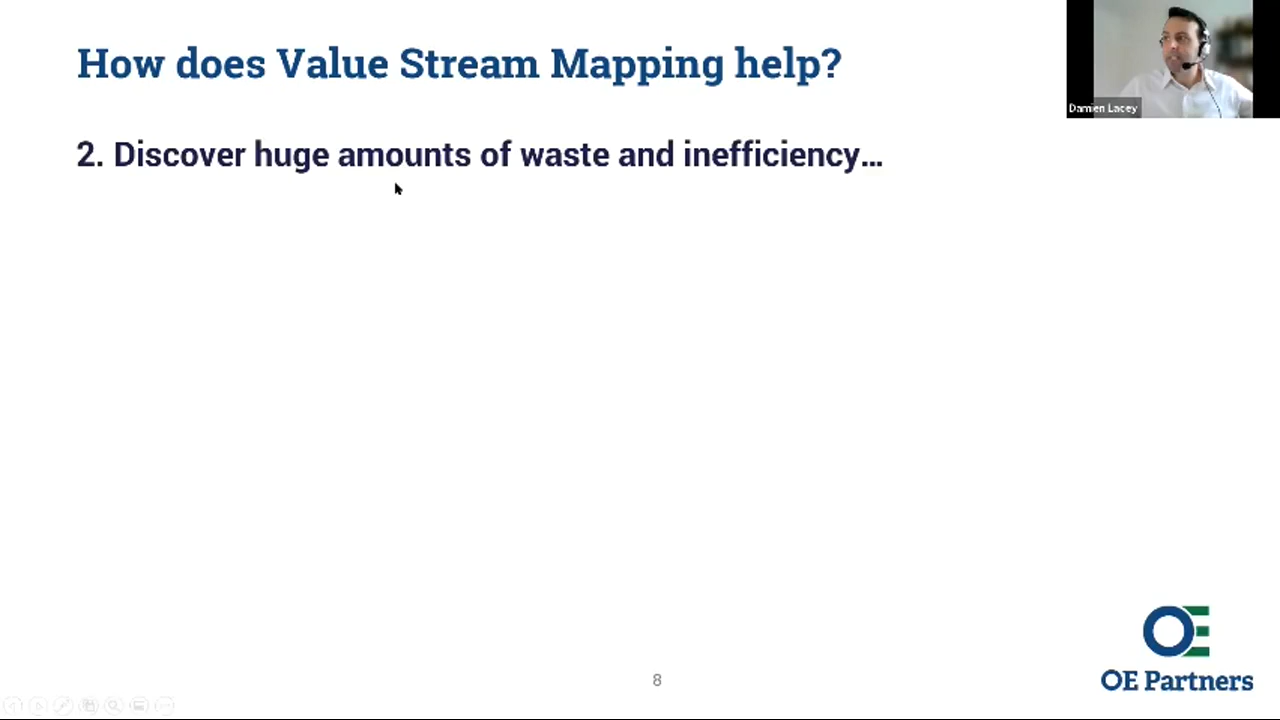 How does Value Stream Mapping help?
Damien Lacey
2. Discover huge amounts of waste and inefficiency...
OE
OE Partners
8